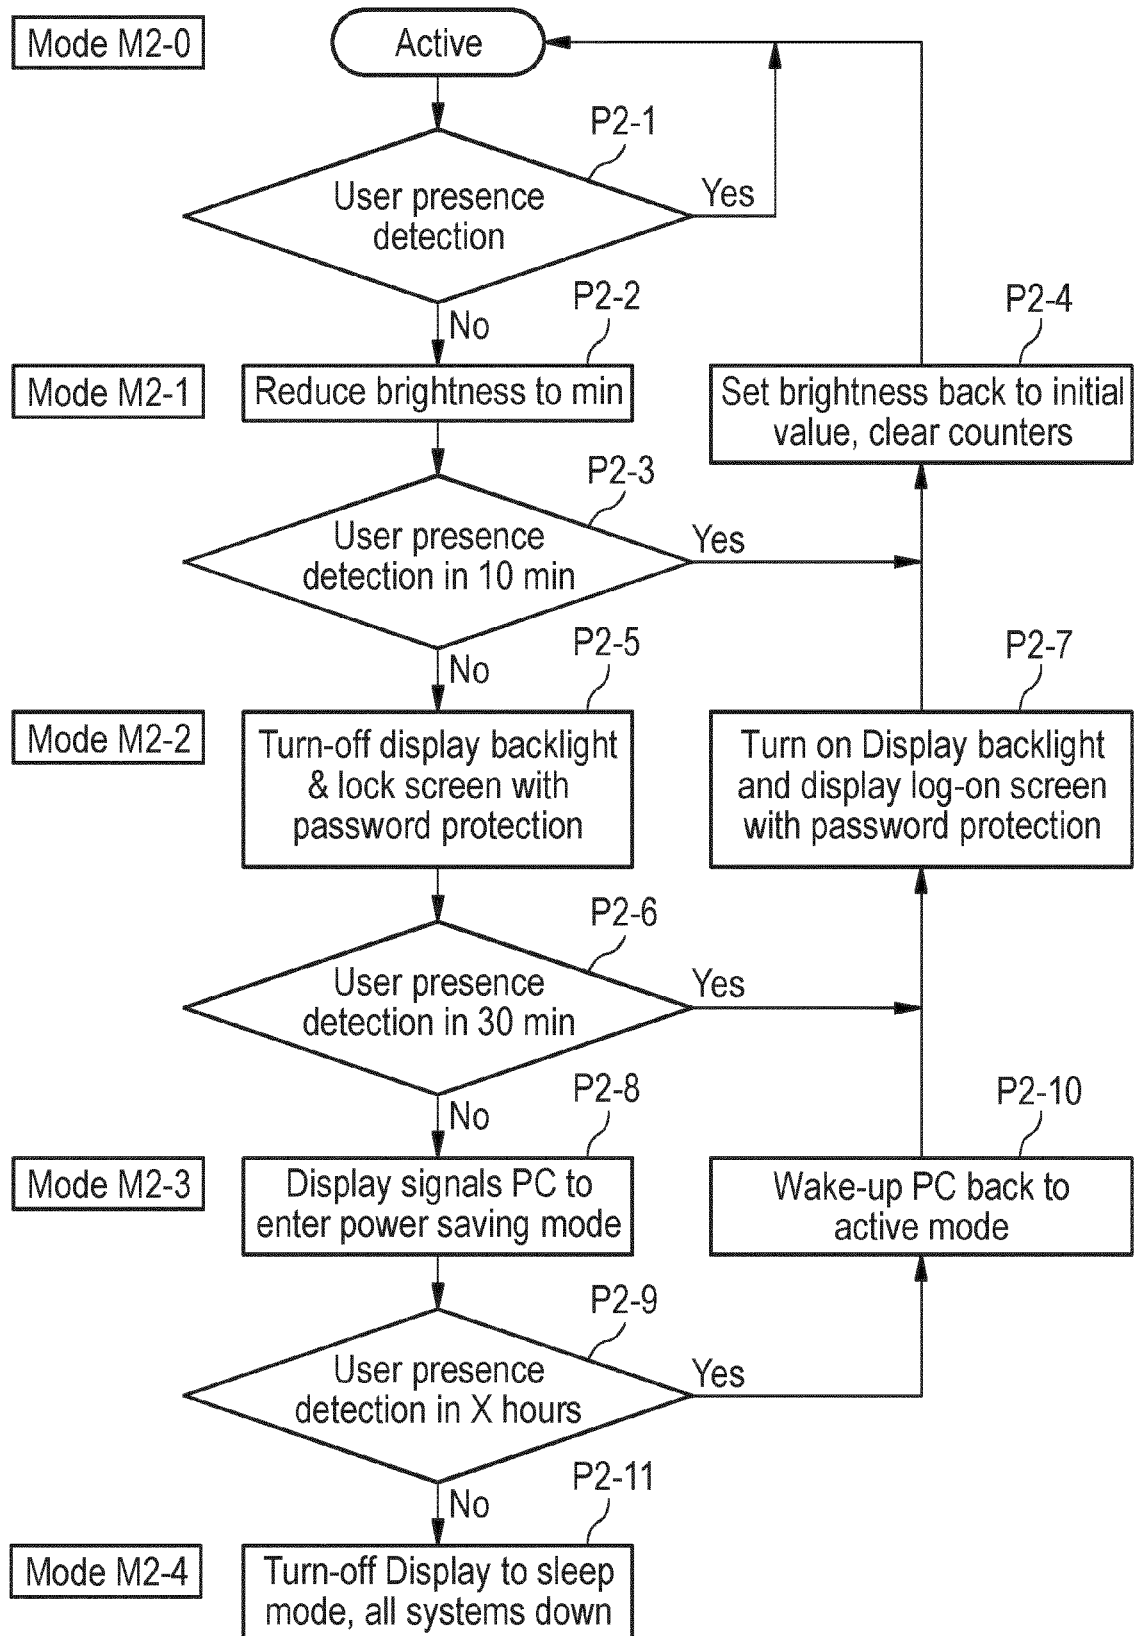 Mode M2-0
Active
P2-1
User presence
detection
Yes
No
P2-2
P2-4
Mode M2-1
Reduce brightness to min
Set brightness back to initial
value, clear counters
P2-3
User presence
detection in 10 min
Yes
No
P2-5
P2-7
Mode M2-2
Turn-off display backlight
& lock screen with
password protection
Turn on Display backlight
and display log-on screen
with password protection
P2-6
User presence
detection in 30 min
Yes
No
P2-8
P2-10
Mode M2-3
Display signals PC to
enter power saving mode
Wake-up PC back to
active mode
P2-9
User presence
detection in X hours
Yes
No
P2-11
Mode M2-4
Turn-off Display to sleep
mode, all systems down